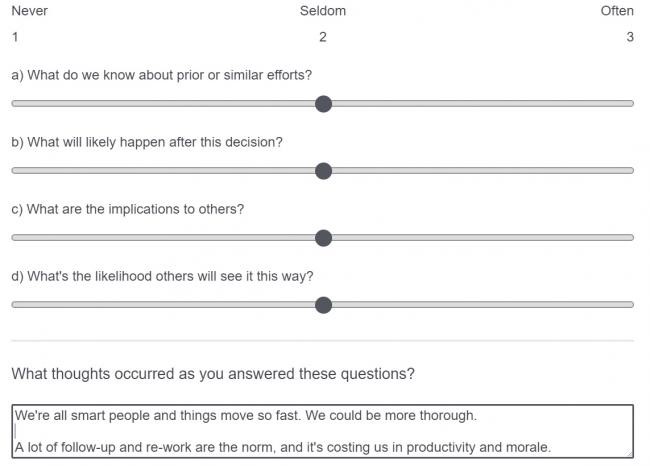 Never Seldom Often
1 2 3
a) What do we know about prior or similar efforts?
b) What will likely happen after this decision?
c) What are the implications to others?
d) What's the likelihood others will see it this way?
What thoughts occurred as you answered these questions?
We're all smart people and things move so fast. We could be more thorough.
A lot of follow-up and re-work are the norm, and it's costing us in productivity and morale.